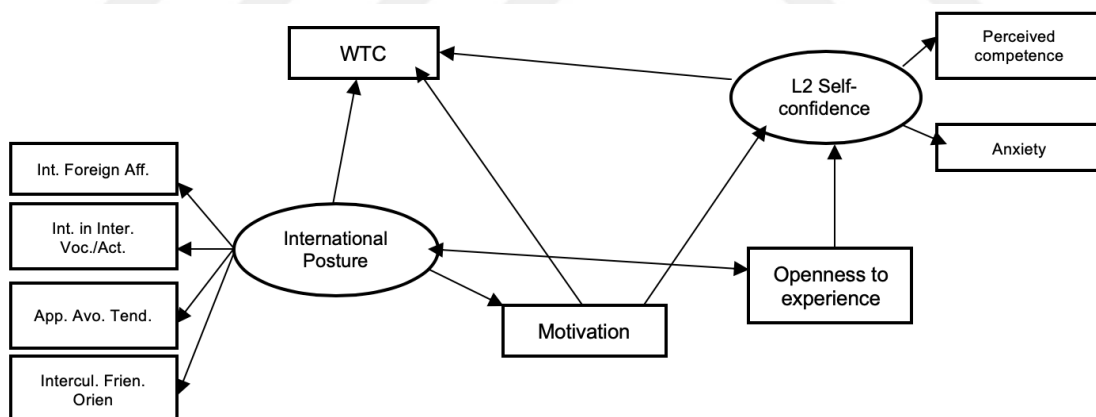 WTC
Perceived
competence
L2 Self-
confidence
Anxiety
Int. Foreign Aff.
Int. in Inter.
Voc./Act.
International
Posture
Openness to
experience
App. Avo. Tend.
Motivation
Intercul. Frien.
Orien